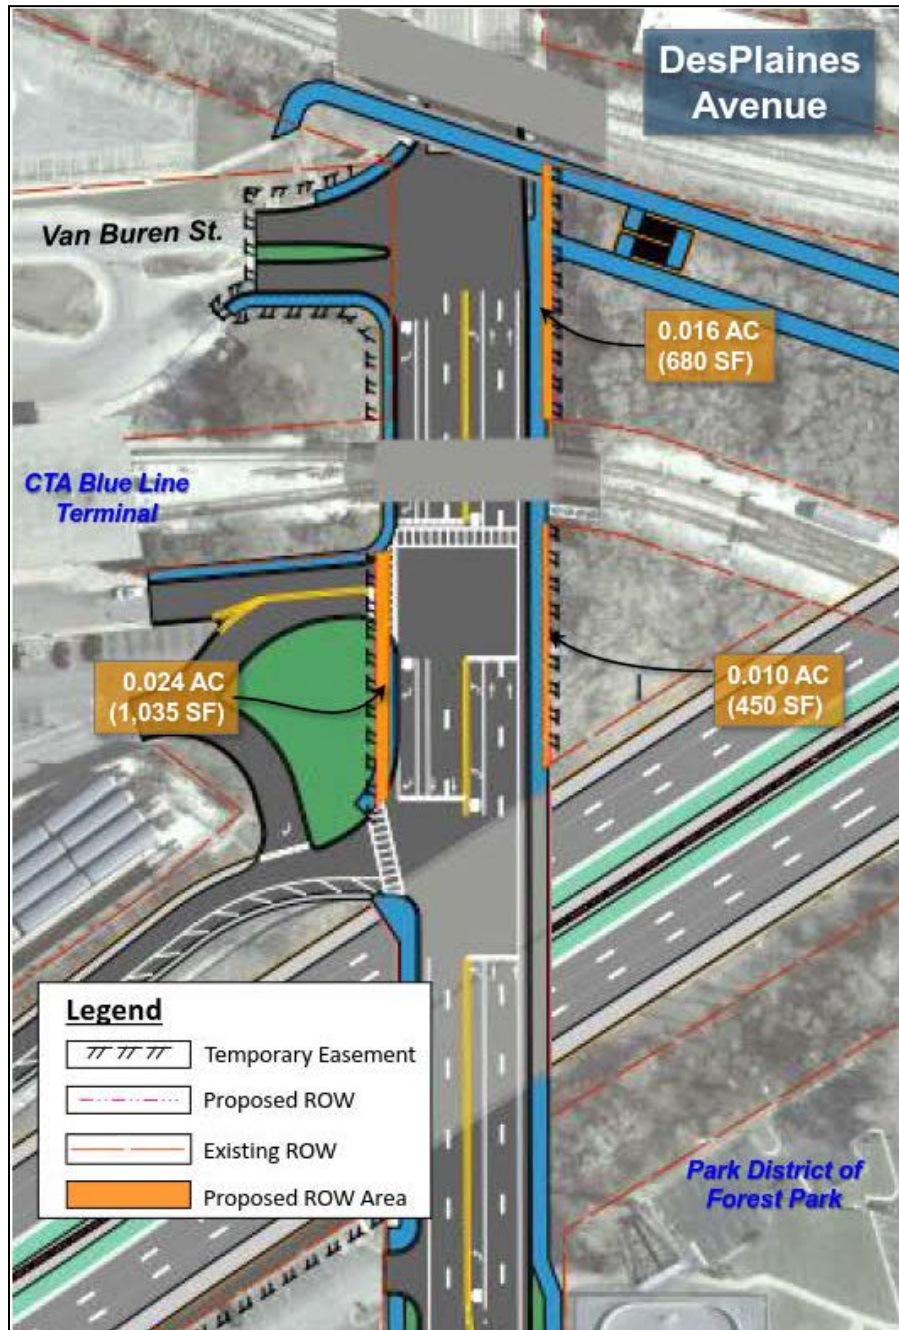 DesPlaines
Avenue
Van Buren St.
0.016 AC
(680 SF)
CTA Blue Line
Terminal
0.024 AC
(1,035 SF)
0.010 AC
(450 SF)
Legend
Temporary Easement
Proposed ROW
Existing ROW
Proposed ROW Area
Park District of
Forest Park